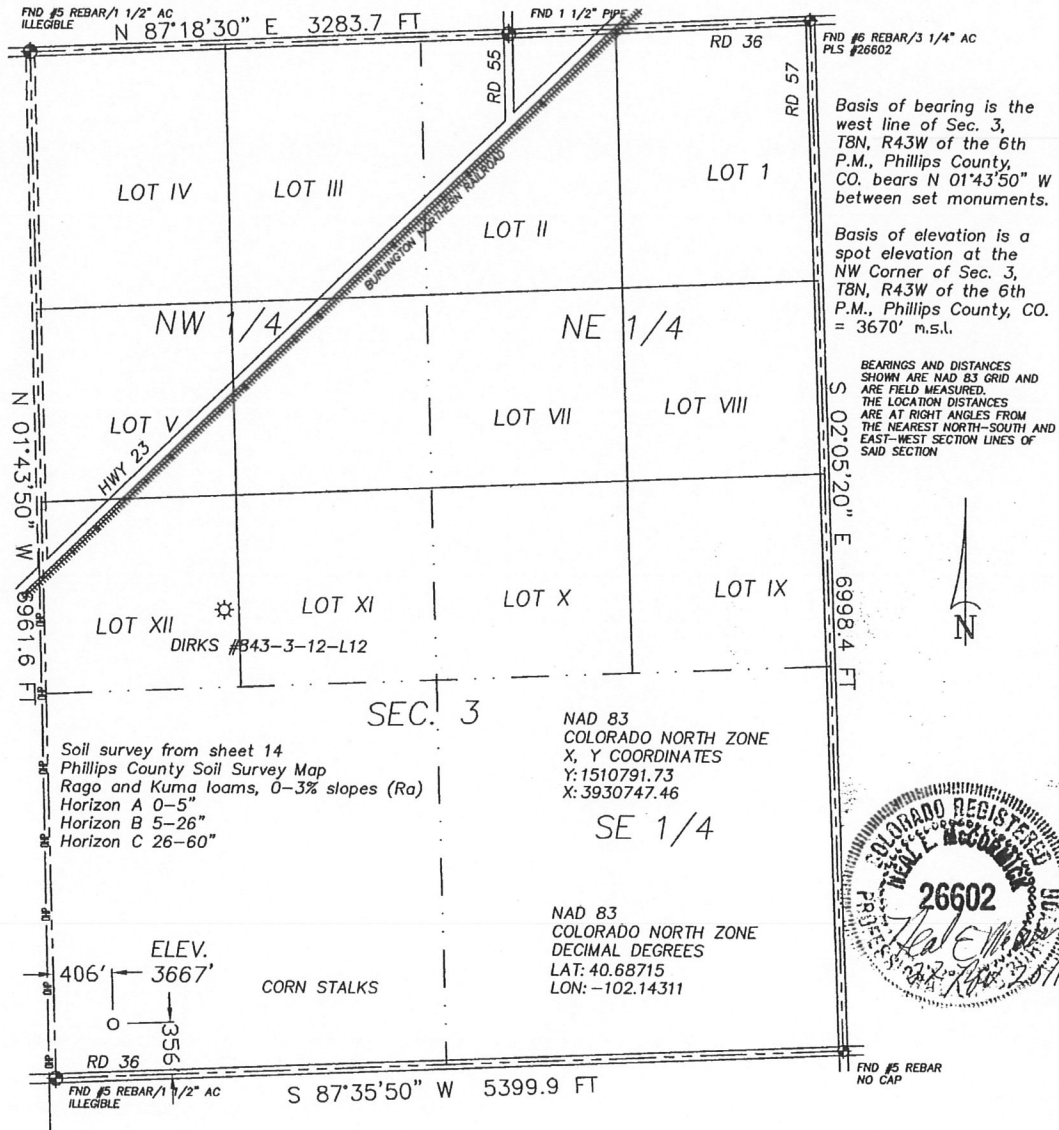 FND #5 REBAR/1 1/2" AC
ILLEGIBLE
N 87°18'30" E 3283.7 FT
FND 1 1/2" PIPE
RD 36
FND #6 REBAR/3 1/4" AC
PLS #26602
RD 55
RD 57
Basis of bearing is the
west line of Sec. 3,
T8N, R43W of the 6th
P.M., Phillips County,
CO. bears N 01°43'50" W
between set monuments.
LOT IV
LOT III
LOT 1
BURLINGTON NORTHERN RAILROAD
LOT II
Basis of elevation is a
spot elevation at the
NW Corner of Sec. 3,
T8N, R43W of the 6th
P.M., Phillips County, CO.
= 3670' m.s.l.
NW 1/4
NE 1/4
BEARINGS AND DISTANCES
SHOWN ARE NAD 83 GRID AND
ARE FIELD MEASURED.
THE LOCATION DISTANCES
ARE AT RIGHT ANGLES FROM
THE NEAREST NORTH-SOUTH AND
EAST-WEST SECTION LINES OF
SAID SECTION
N 01°43'50" W 6961.6 FT
S 02°05'20" E 6998.4 FT
LOT V
LOT VII
LOT VIII
HWY 23
LOT XII
LOT XI
LOT X
LOT IX
N
DIRKS #843-3-12-L12
OHP
OHP
SEC. 3
Soil survey from sheet 14
Phillips County Soil Survey Map
Rago and Kuma loams, 0-3% slopes (Ra)
Horizon A 0-5"
Horizon B 5-26"
Horizon C 26-60"
NAD 83
COLORADO NORTH ZONE
X, Y COORDINATES
Y: 1510791.73
X: 3930747.46
SE 1/4
OHP
OHP
OHP
OHP
OHP
COLORADO REGISTERED
NEAL E. McCORMICK
26602
NAD 83
COLORADO NORTH ZONE
DECIMAL DEGREES
LAT: 40.68715
LON: -102.14311
406'
ELEV.
3667'
CORN STALKS
356'
RD 36
FND #5 REBAR/1 1/2" AC
ILLEGIBLE
S 87°35'50" W 5399.9 FT
FND #5 REBAR
NO CAP